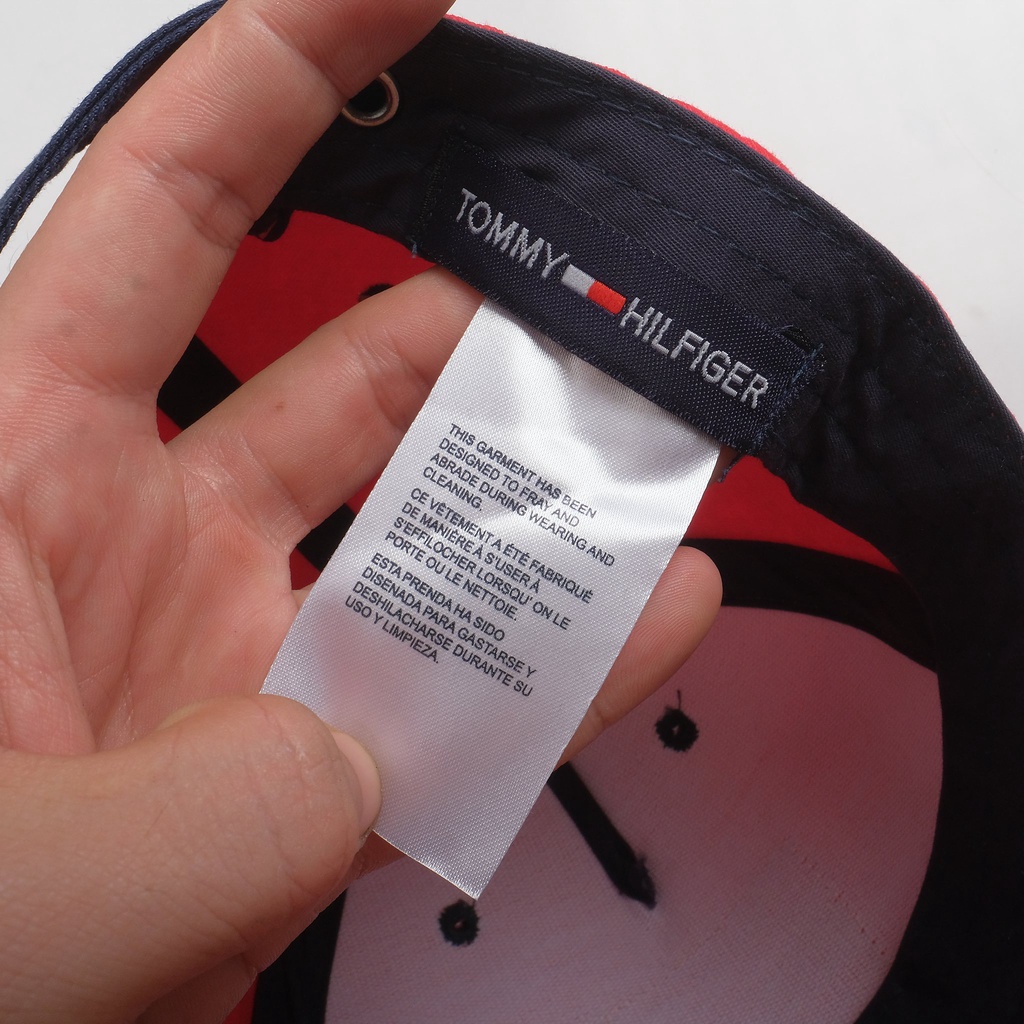 TOMMY HILFIGER
THIS GARMENT HAS BEEN
DESIGNED TO FRAY AND
ABRADE DURING WEARING AND
CLEANING.
CE VÊTEMENT A ÉTÉ FABRIQUÉ
DE MANIÈRE À S'USER À
S'EFFILOCHER LORSQU' ON LE
PORTE OU LE NETTOIE.
ESTA PRENDA HA SIDO
DISENADA PARA GASTARSE Y
DESHILACHARSE DURANTE SU
USO Y LIMPIEZA.